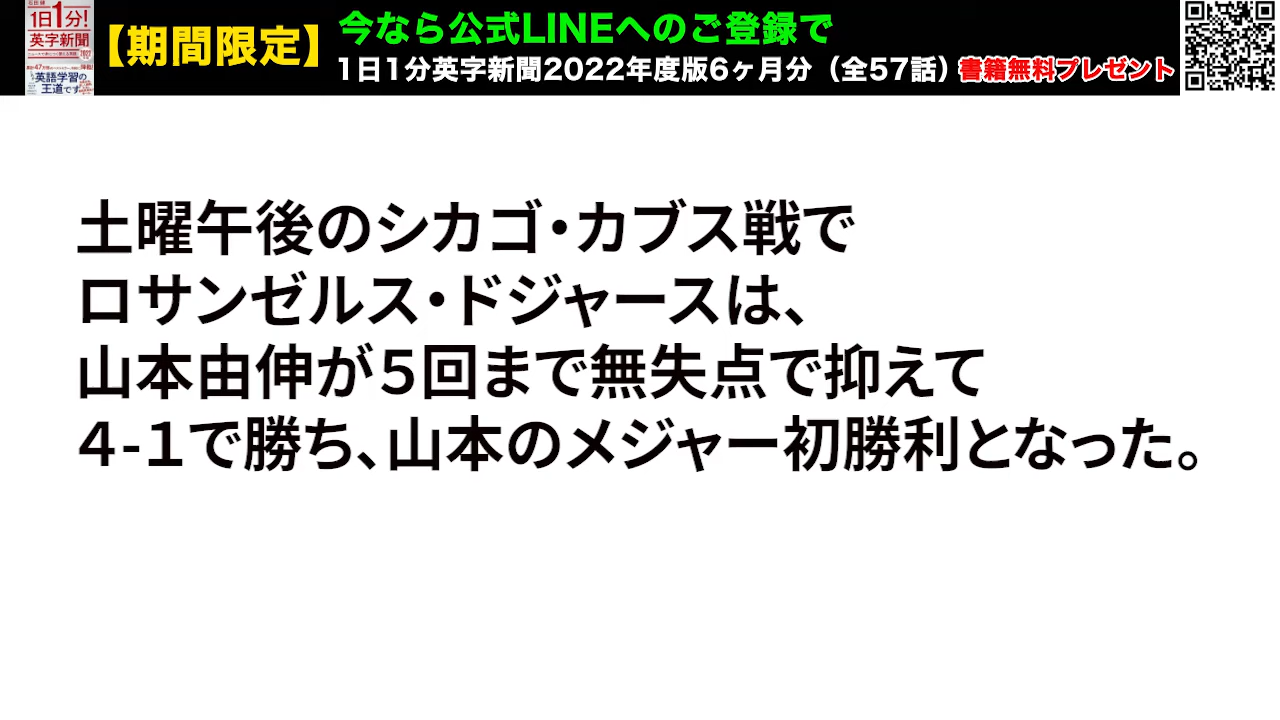 1日1分!
英字新聞
英語学習の
王道です
【期間限定】
今なら公式LINEへのご登録で
1日1分英字新聞2022年度版6ヶ月分（全57話）書籍無料プレゼント
土曜午後のシカゴ・カブス戦で
ロサンゼルス・ドジャースは、
山本由伸が５回まで無失点で抑えて
４-１で勝ち、山本のメジャー初勝利となった。